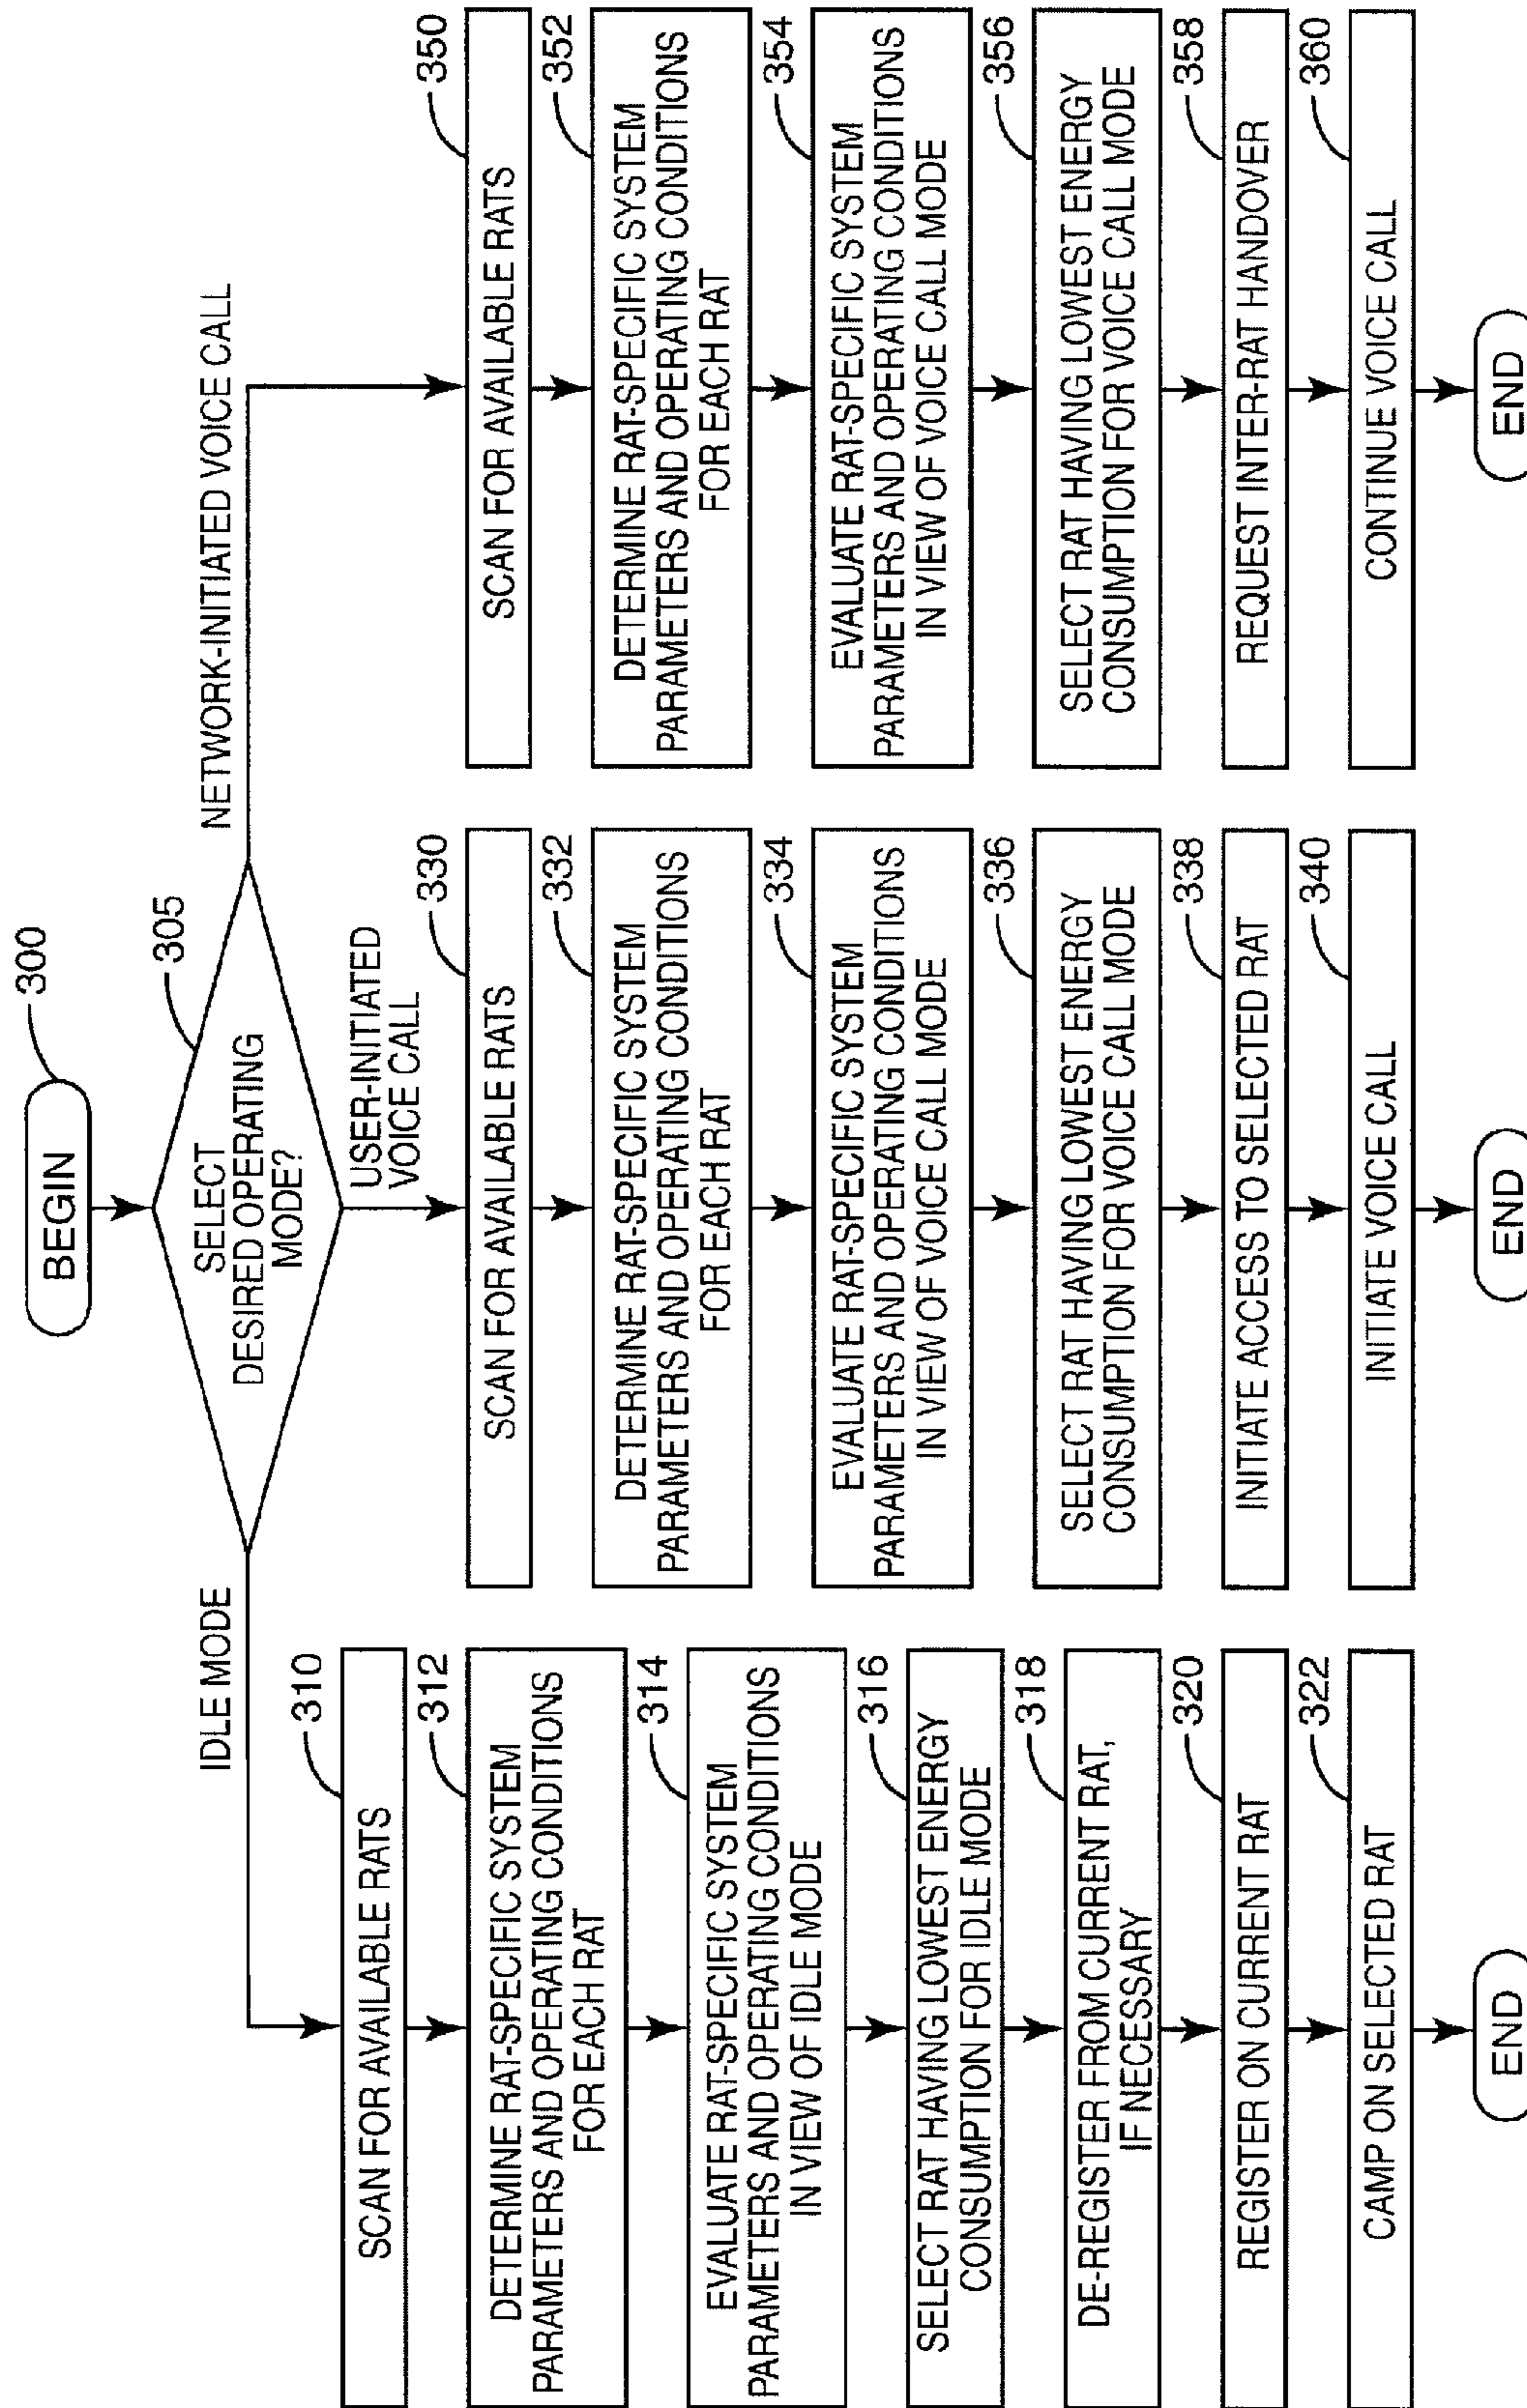 BEGIN
300
SELECT
DESIRED OPERATING
MODE?
305
IDLE MODE
USER-INITIATED
VOICE CALL
NETWORK-INITIATED VOICE CALL
310
SCAN FOR AVAILABLE RATS
312
DETERMINE RAT-SPECIFIC SYSTEM
PARAMETERS AND OPERATING CONDITIONS
FOR EACH RAT
314
EVALUATE RAT-SPECIFIC SYSTEM
PARAMETERS AND OPERATING CONDITIONS
IN VIEW OF IDLE MODE
316
SELECT RAT HAVING LOWEST ENERGY
CONSUMPTION FOR IDLE MODE
318
DE-REGISTER FROM CURRENT RAT,
IF NECESSARY
320
REGISTER ON CURRENT RAT
322
CAMP ON SELECTED RAT
END
330
SCAN FOR AVAILABLE RATS
332
DETERMINE RAT-SPECIFIC SYSTEM
PARAMETERS AND OPERATING CONDITIONS
FOR EACH RAT
334
EVALUATE RAT-SPECIFIC SYSTEM
PARAMETERS AND OPERATING CONDITIONS
IN VIEW OF VOICE CALL MODE
336
SELECT RAT HAVING LOWEST ENERGY
CONSUMPTION FOR VOICE CALL MODE
338
INITIATE ACCESS TO SELECTED RAT
340
INITIATE VOICE CALL
END
350
SCAN FOR AVAILABLE RATS
352
DETERMINE RAT-SPECIFIC SYSTEM
PARAMETERS AND OPERATING CONDITIONS
FOR EACH RAT
354
EVALUATE RAT-SPECIFIC SYSTEM
PARAMETERS AND OPERATING CONDITIONS
IN VIEW OF VOICE CALL MODE
356
SELECT RAT HAVING LOWEST ENERGY
CONSUMPTION FOR VOICE CALL MODE
358
REQUEST INTER-RAT HANDOVER
360
CONTINUE VOICE CALL
END